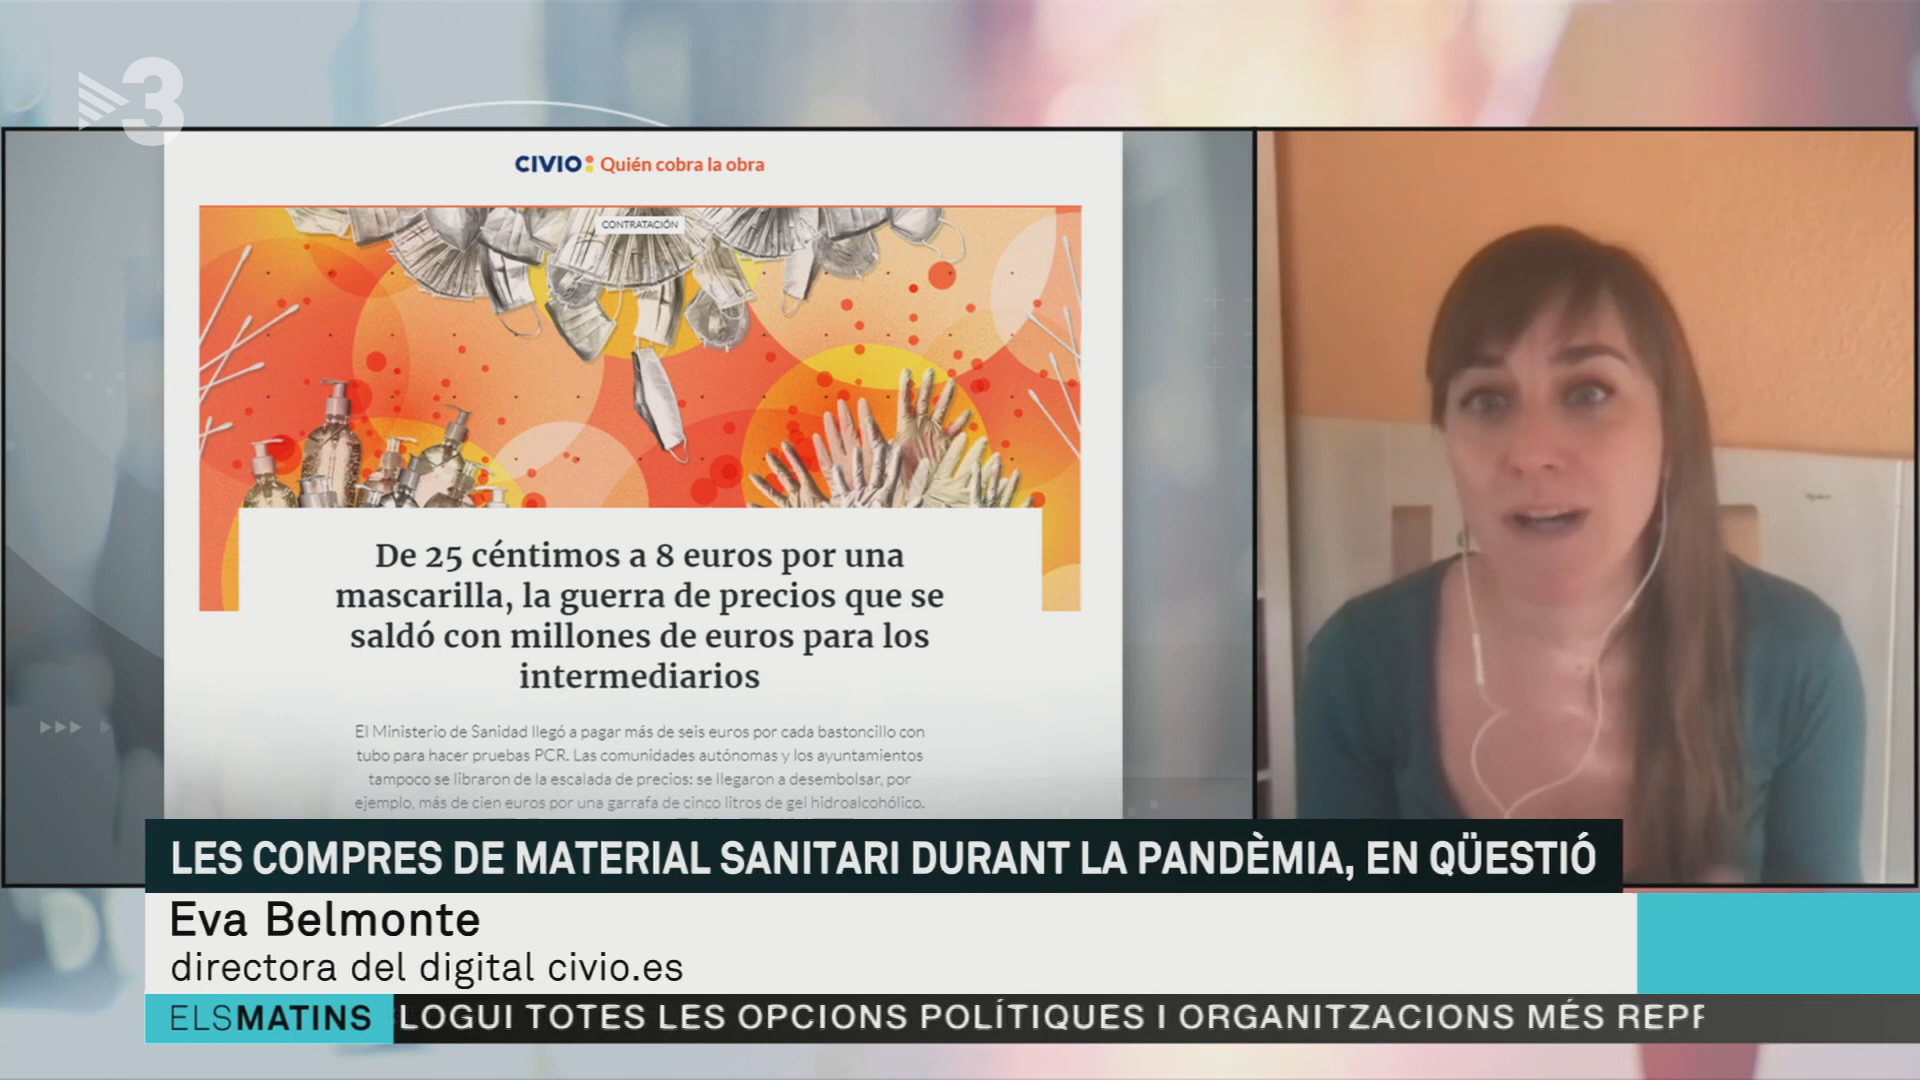 3
CIVIO: Quién cobra la obra
CONTRATACIÓN
De 25 céntimos a 8 euros por una
mascarilla, la guerra de precios que se
saldó con millones de euros para los
intermediarios
El Ministerio de Sanidad llegó a pagar más de seis euros por cada bastoncillo con
tubo para hacer pruebas PCR. Las comunidades autónomas y los ayuntamientos
tampoco se libraron de la escalada de precios: se llegaron a desembolsar, por
ejemplo, más de cien euros por una garrafa de cinco litros de gel hidroalcohólico.
LES COMPRES DE MATERIAL SANITARI DURANT LA PANDÈMIA, EN QÜESTIÓ
Eva Belmonte
directora del digital civio.es
ELSMATINS LOGUI TOTES LES OPCIONS POLÍTIQUES I ORGANITZACIONS MÉS REPR